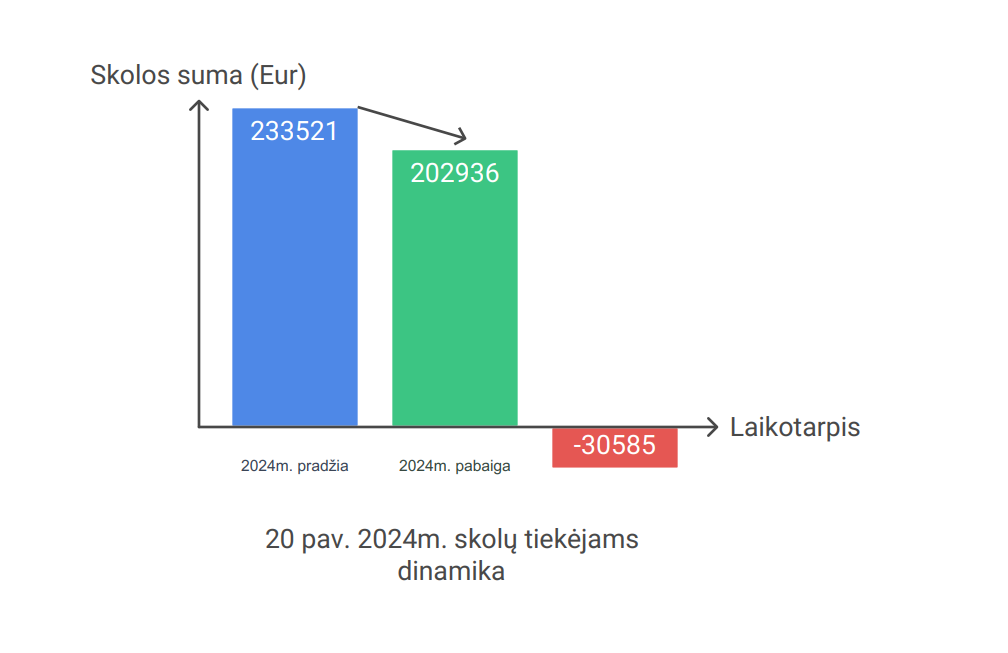 Skolos suma (Eur)
233521
202936
-30585
Laikotarpis
2024m. pradžia
2024m. pabaiga
20 pav. 2024m. skolų tiekėjams
dinamika